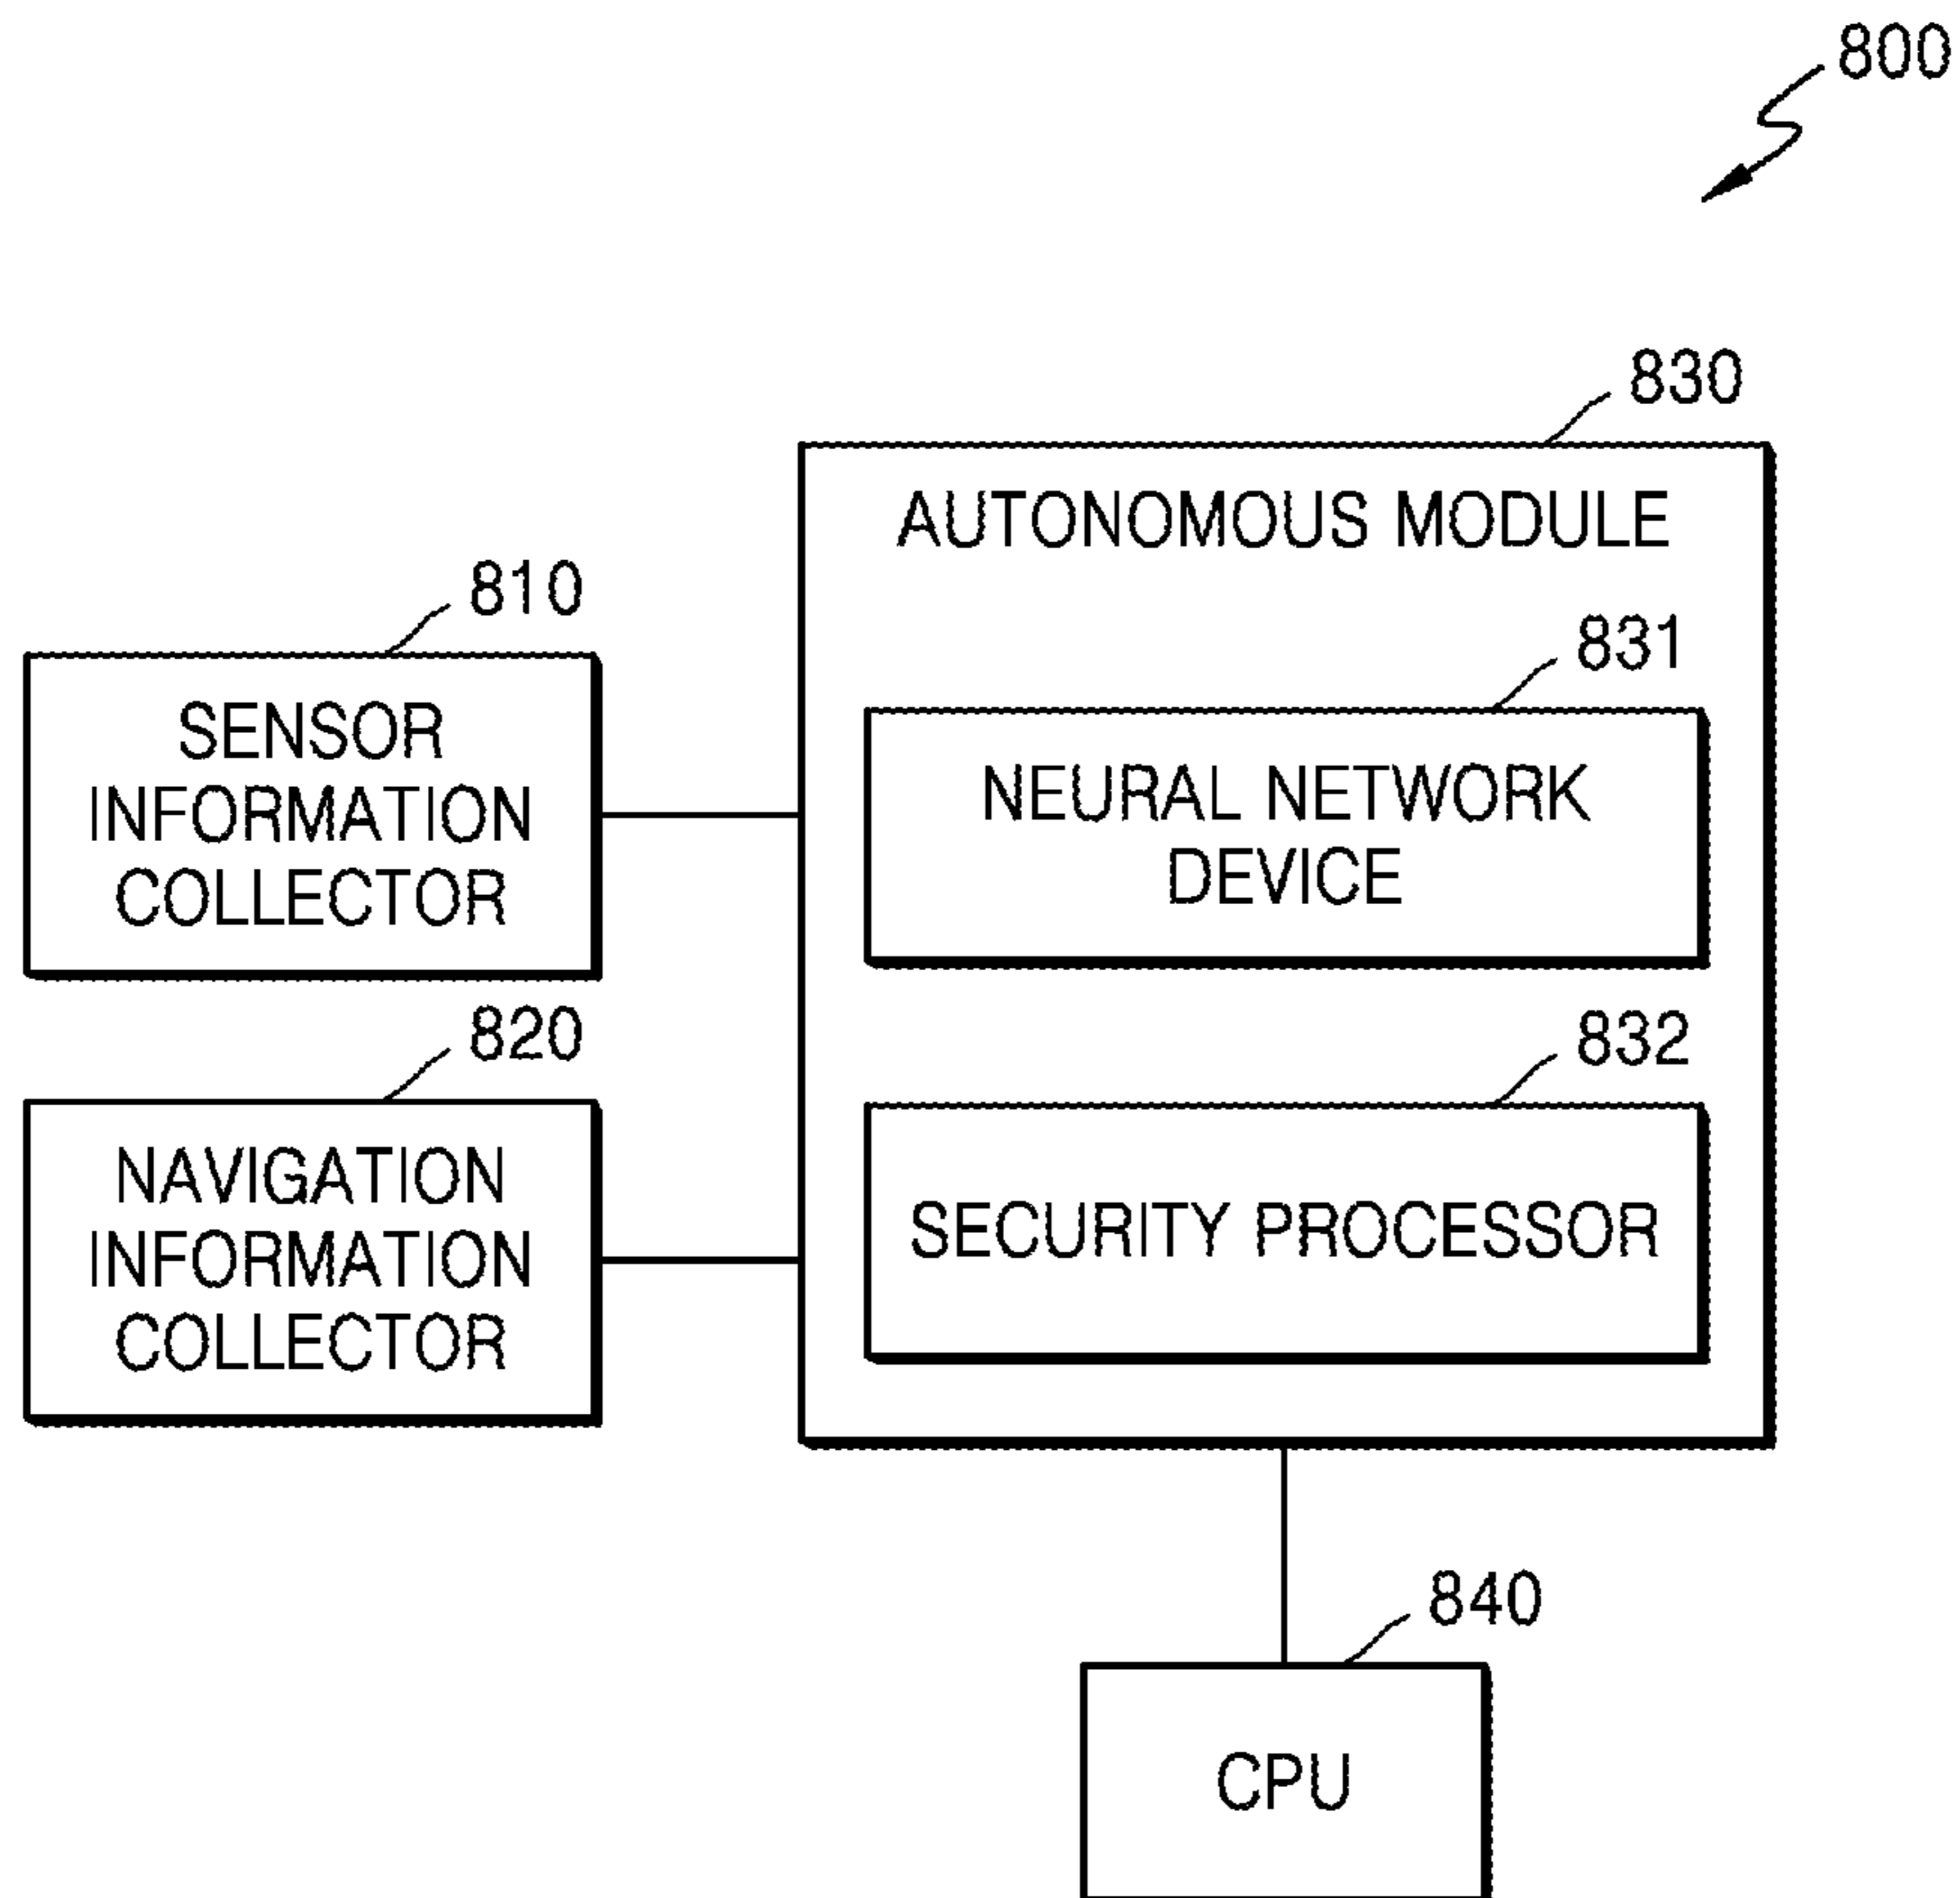 800
830
AUTONOMOUS MODULE
810
SENSOR
INFORMATION
COLLECTOR
831
NEURAL NETWORK
DEVICE
820
NAVIGATION
INFORMATION
COLLECTOR
832
SECURITY PROCESSOR
840
CPU